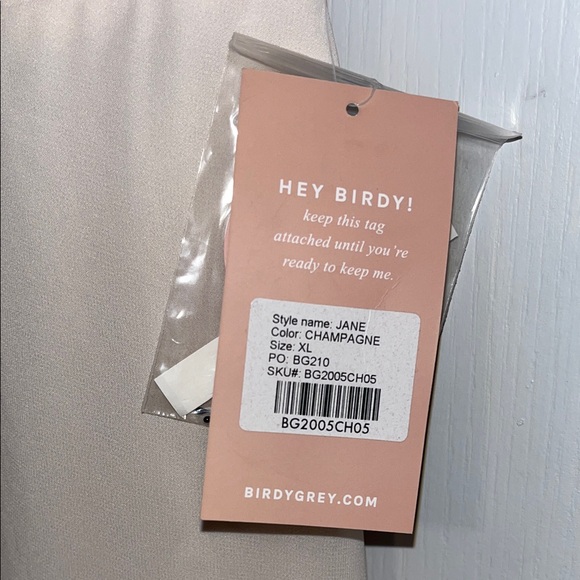 HEY BIRDY!
keep this tag
attached until you're
ready to keep me.
Style name: JANE
Color: CHAMPAGNE
Size: XL
PO: BG210
SKU#: BG2005CH05
BG2005CH05
BIRDYGREY.COM